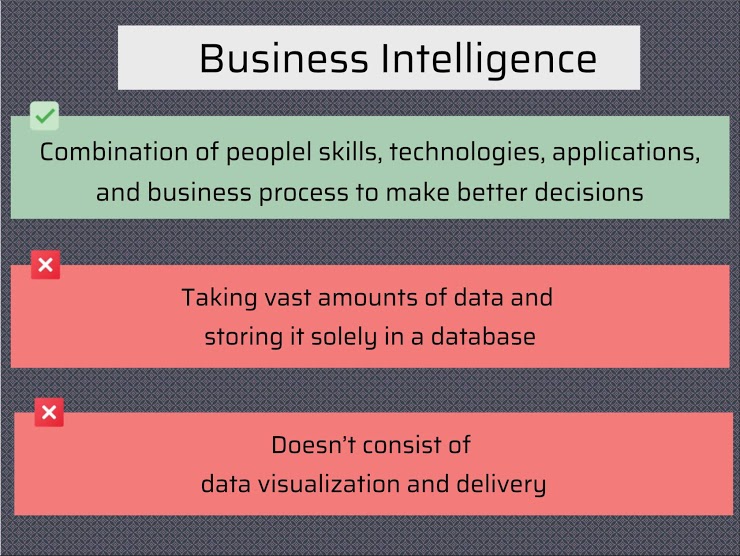 Business Intelligence
Combination of peoplel skills, technologies, applications,
and business process to make better decisions
Taking vast amounts of data and
storing it solely in a database
Doesn’t consist of
data visualization and delivery